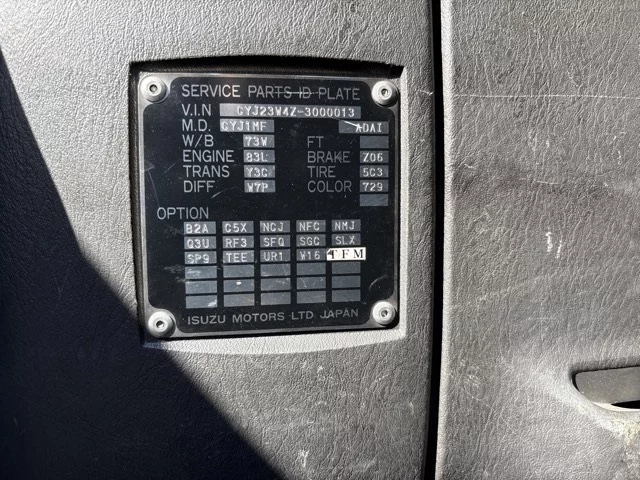 SERVICE PARTS ID PLATE
V.I.N CYJ23W4Z-3000013
M.D. CYJ1MF ADAI
W/B 73W FT
ENGINE 83L BRAKE Z06
TRANS Y3C TIRE 5C3
DIFF W7P COLOR 729
OPTION
B2A C5X NCJ NFC NMJ
Q3U RF3 SFQ SGC SLX
SP9 TEE UR1 W16 TFM
ISUZU MOTORS LTD JAPAN